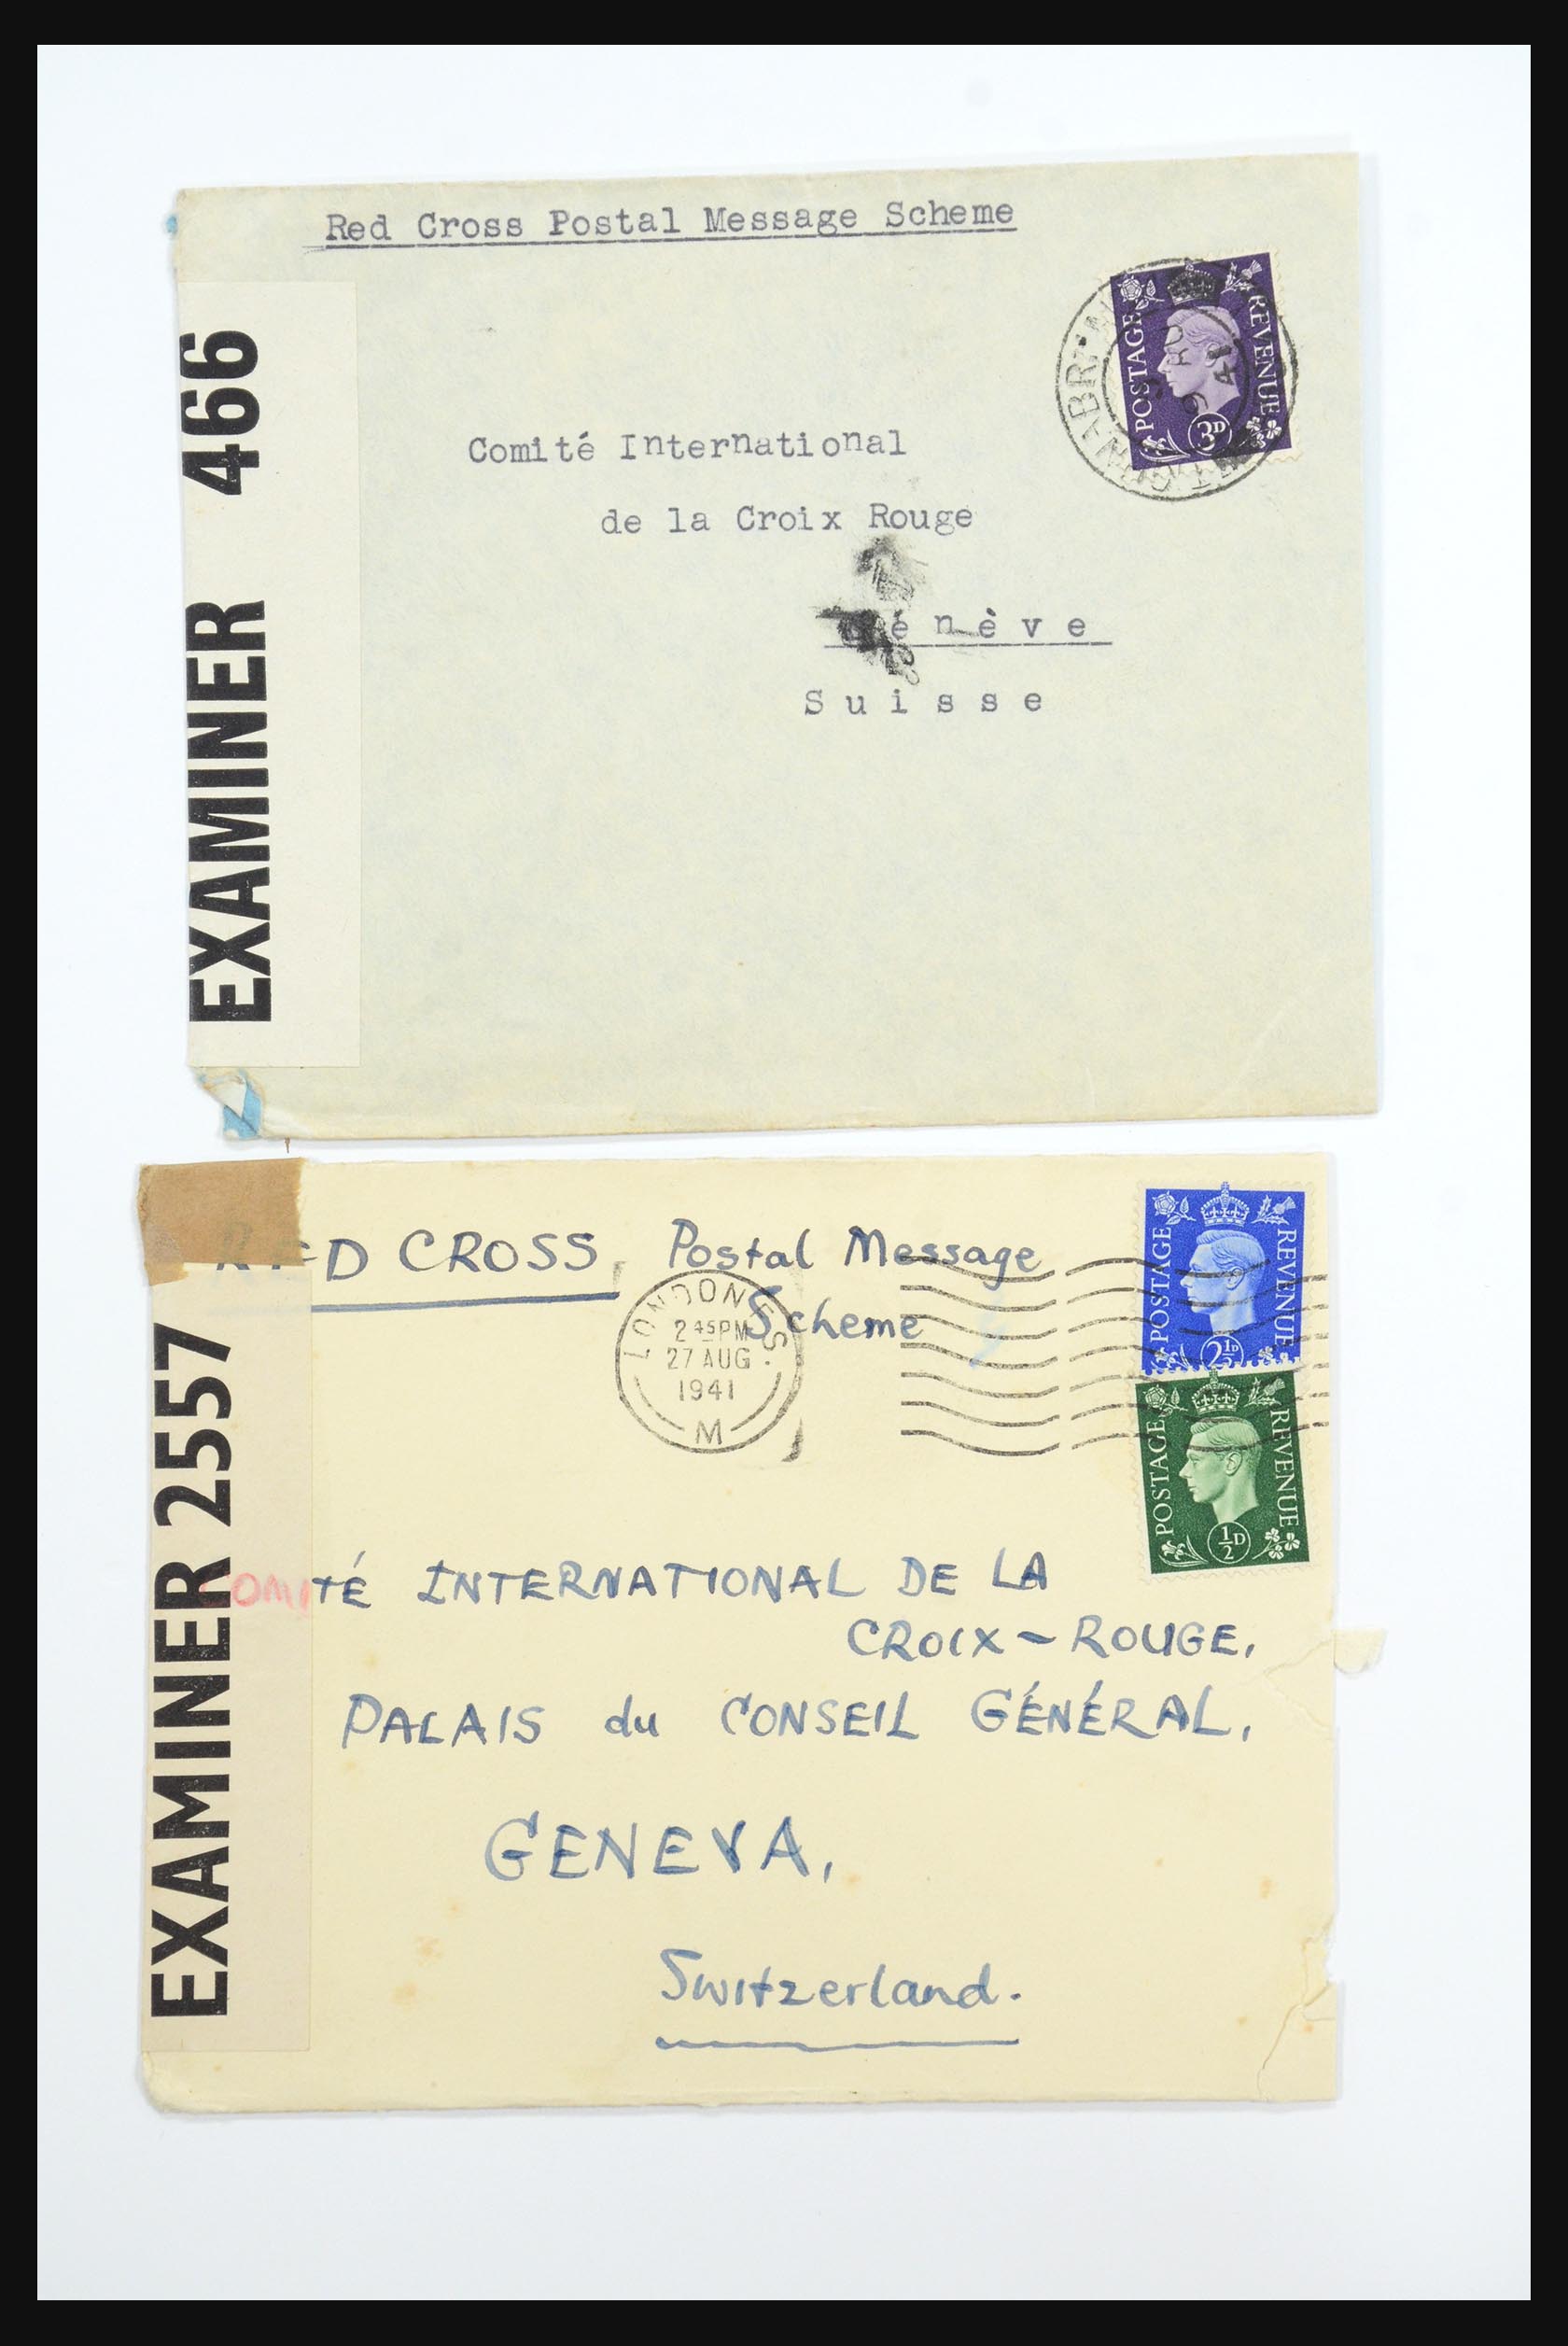 Red Cross Postal Message Scheme
POSTAGE
REVENUE
3D
41
EXAMINER 466
Comité International
de la Croix Rouge
Genève
Suisse
RED CROSS, Postal Message
Scheme
LONDON S.E.
2 45 PM
27 AUG
1941
M
POSTAGE
REVENUE
2½D
POSTAGE
REVENUE
½D
EXAMINER 2557
COMITÉ INTERNATIONAL DE LA
CROIX-ROUGE,
PALAIS du CONSEIL GÉNÉRAL,
GENEVA,
Switzerland.